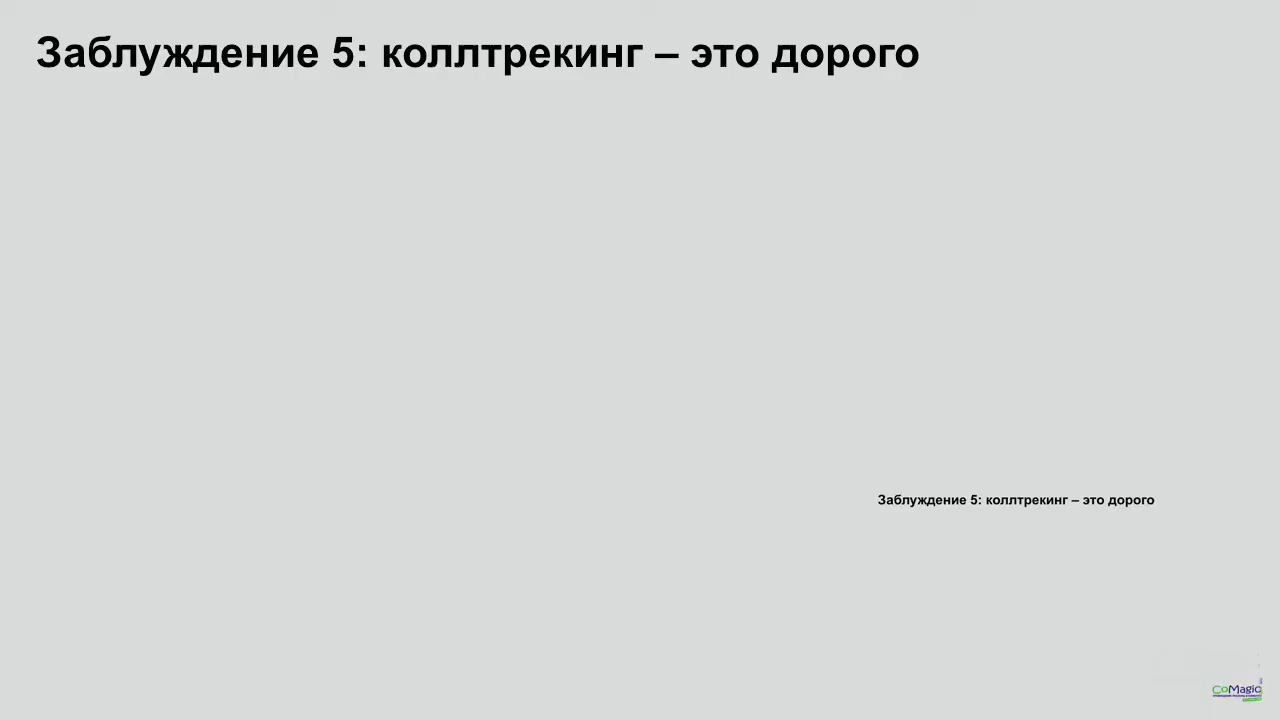 Заблуждение 5: коллтрекинг – это дорого
Заблуждение 5: коллтрекинг – это дорого
CoMagic